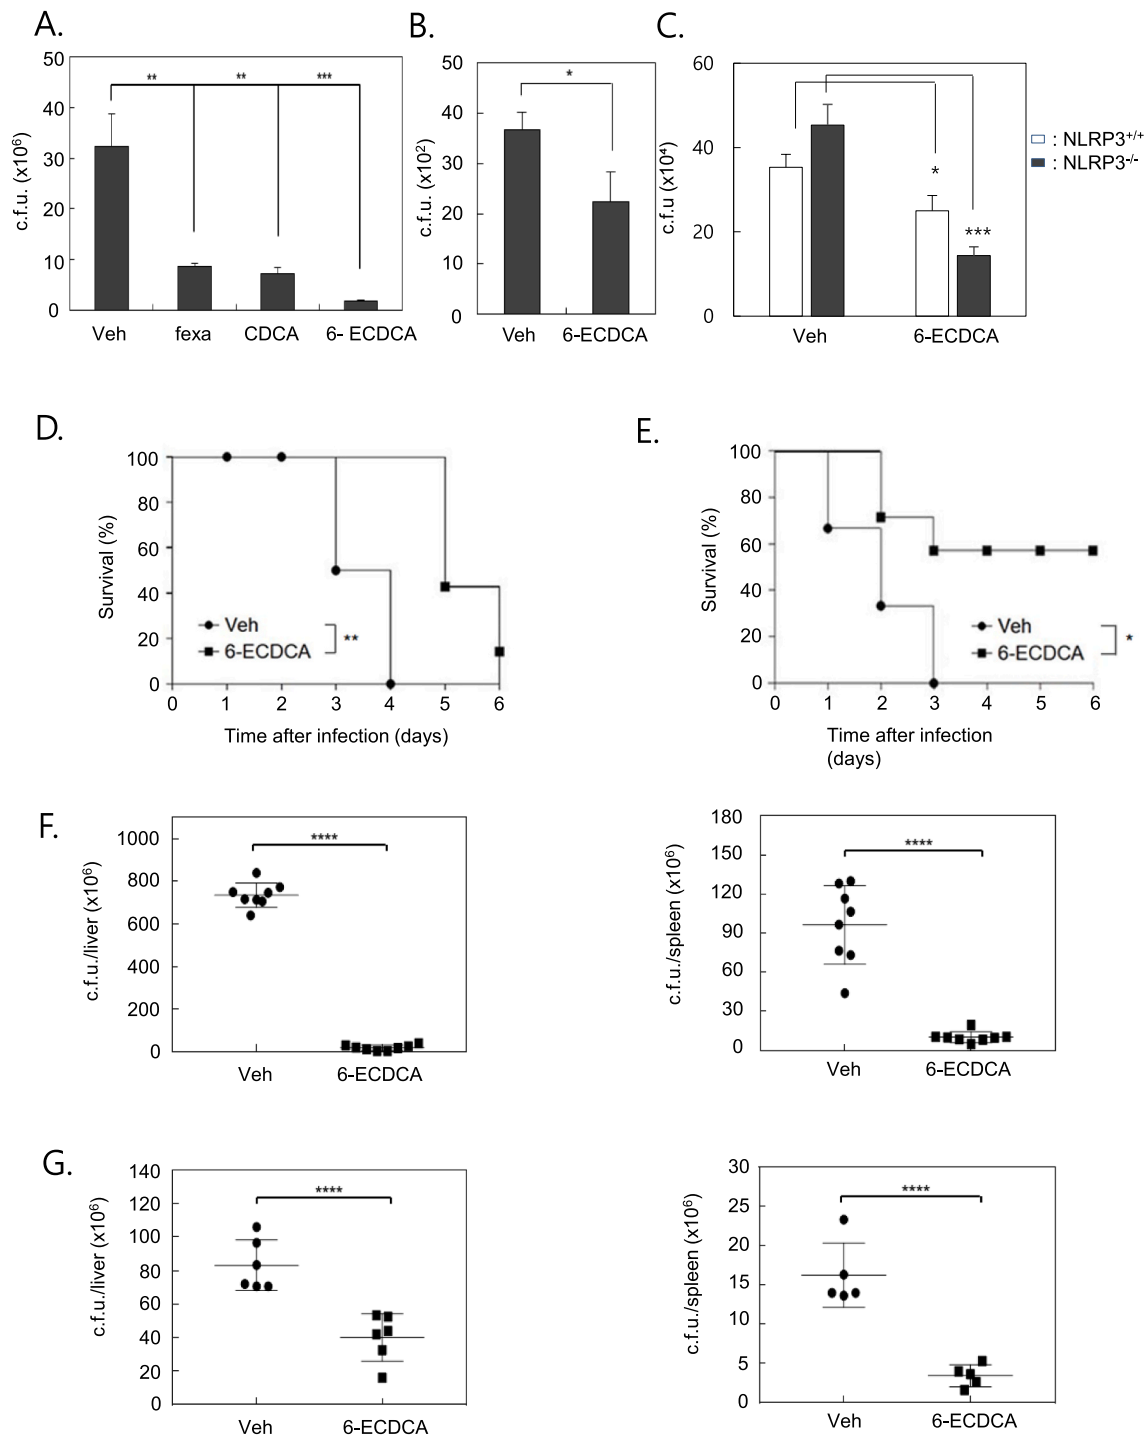 A.
50
40
30
20
10
0
c.f.u. (x10⁶)
** ** ***
Veh fexa CDCA 6- ECDCA
B.
50
40
30
20
10
0
c.f.u. (x10²)
*
Veh 6-ECDCA
C.
60
40
20
0
c.f.u (x10⁴)
*
***
Veh 6-ECDCA
: NLRP3⁺/⁺
: NLRP3⁻/⁻
D.
100
80
60
40
20
0
Survival (%)
Veh
6-ECDCA
**
0 1 2 3 4 5 6
Time after infection (days)
E.
100
80
60
40
20
0
Survival (%)
Veh
6-ECDCA
*
0 1 2 3 4 5 6
Time after infection
(days)
F.
1000
800
600
400
200
0
c.f.u./liver (x10⁶)
****
Veh 6-ECDCA
180
150
120
90
60
30
0
c.f.u./spleen (x10⁶)
****
Veh 6-ECDCA
G.
140
120
100
80
60
40
20
0
c.f.u./liver (x10⁶)
****
Veh 6-ECDCA
30
25
20
15
10
5
0
c.f.u./spleen (x10⁶)
****
Veh 6-ECDCA